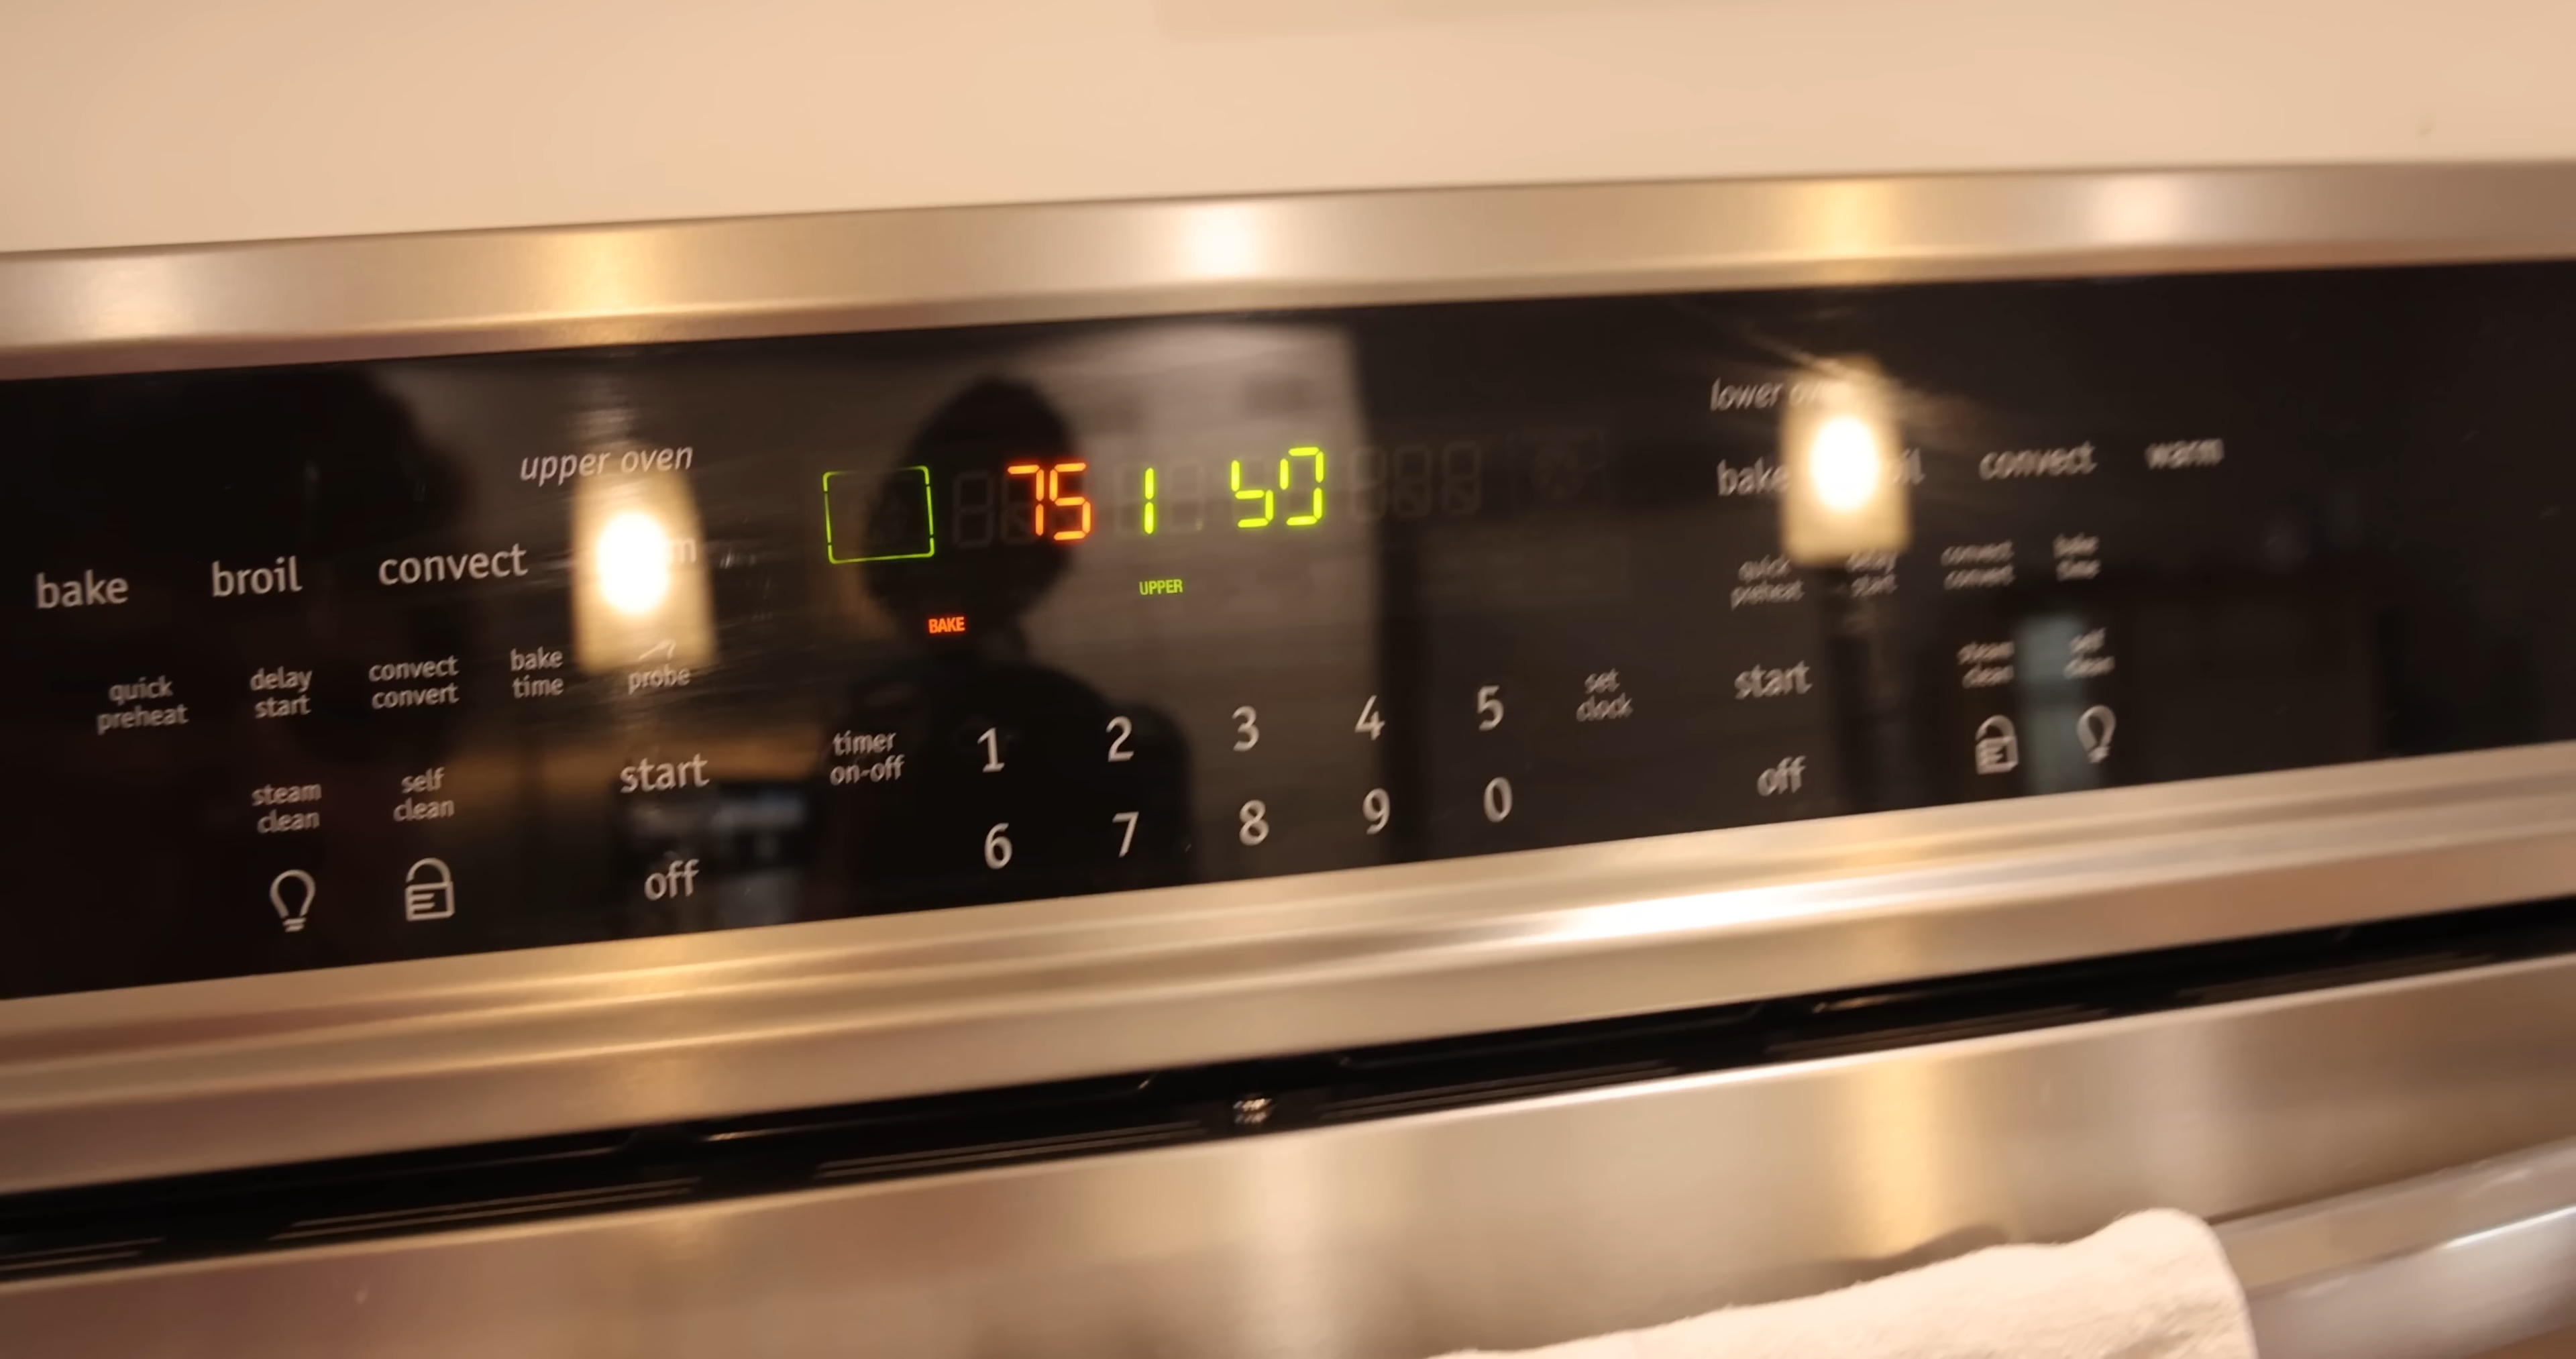 upper oven
bake broil convect
quick preheat
delay start
convect convert
bake time
probe
steam clean
self clean
start
off
75 1
UPPER
BAKE
timer on-off
1 2 3 4 5
6 7 8 9 0
set clock
lower
bake convect warm
quick preheat
delay start
convect convert
bake time
start
steam clean
self clean
off